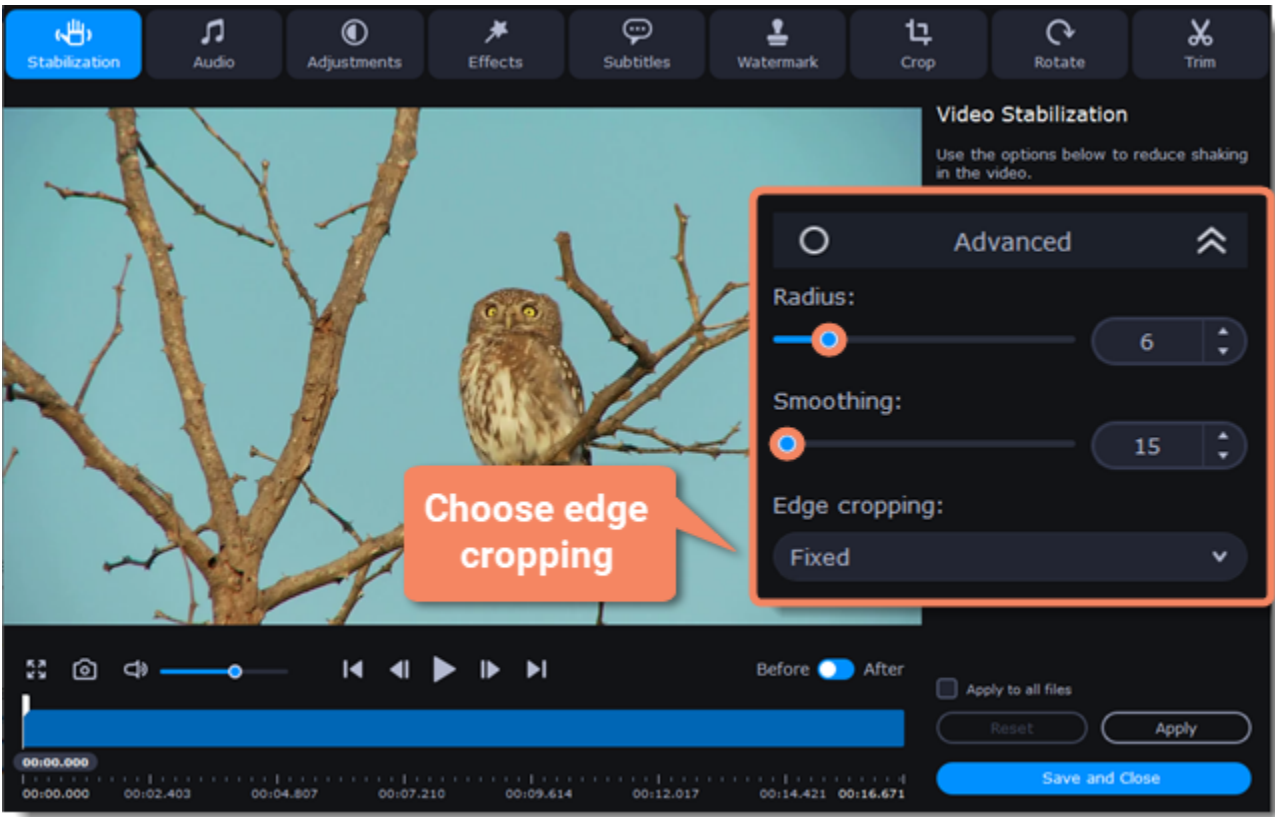 Stabilization
Audio
Adjustments
Effects
Subtitles
Watermark
Crop
Rotate
Trim
Video Stabilization
Use the options below to reduce shaking
in the video.
Advanced
Radius:
6
Smoothing:
15
Edge cropping:
Fixed
Choose edge
cropping
Before
After
Apply to all files
Reset
Apply
Save and Close
00:00.000
00:00.000
00:02.403
00:04.807
00:07.210
00:09.614
00:12.017
00:14.421
00:16.671